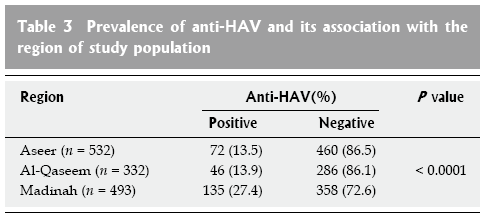 Table 3 Prevalence of anti-HAV and its association with the
region of study population
Region Anti-HAV(%) P value
Positive Negative
Aseer (n = 532) 72 (13.5) 460 (86.5)
Al-Qaseem (n = 332) 46 (13.9) 286 (86.1) < 0.0001
Madinah (n = 493) 135 (27.4) 358 (72.6)